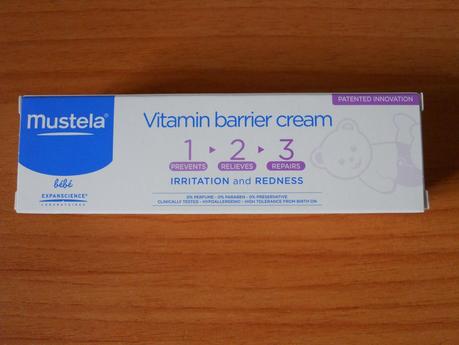 PATENTED INNOVATION
mustela®
Vitamin barrier cream
1 ▸ 2 ▸ 3
PREVENTS RELIEVES REPAIRS
IRRITATION and REDNESS
bébé
EXPANSCIENCE®
LABORATOIRES
0% PERFUME - 0% PARABEN - 0% PRESERVATIVE
CLINICALLY TESTED - HYPOALLERGENIC - HIGH TOLERANCE FROM BIRTH ON